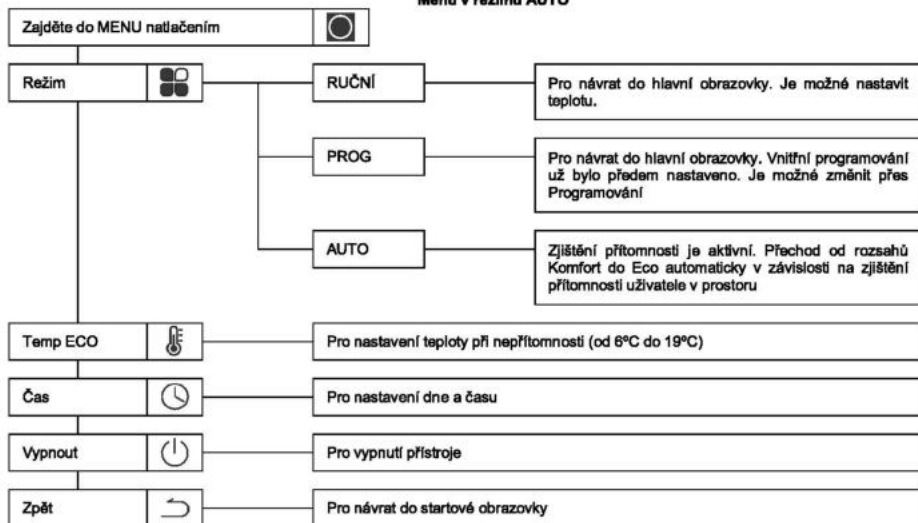 Menu v režimu AUTO
Zajděte do MENU natlačením
Režim
RUČNÍ
Pro návrat do hlavní obrazovky. Je možné nastavit
teplotu.
PROG
Pro návrat do hlavní obrazovky. Vnitřní programování
už bylo předem nastaveno. Je možné změnit přes
Programování
AUTO
Zjištění přítomnosti je aktivní. Přechod od rozsahů
Komfort do Eco automaticky v závislosti na zjištění
přítomnosti uživatele v prostoru
Temp ECO
Pro nastavení teploty při nepřítomnosti (od 6ºC do 19ºC)
Čas
Pro nastavení dne a času
Vypnout
Pro vypnutí přístroje
Zpět
Pro návrat do startové obrazovky